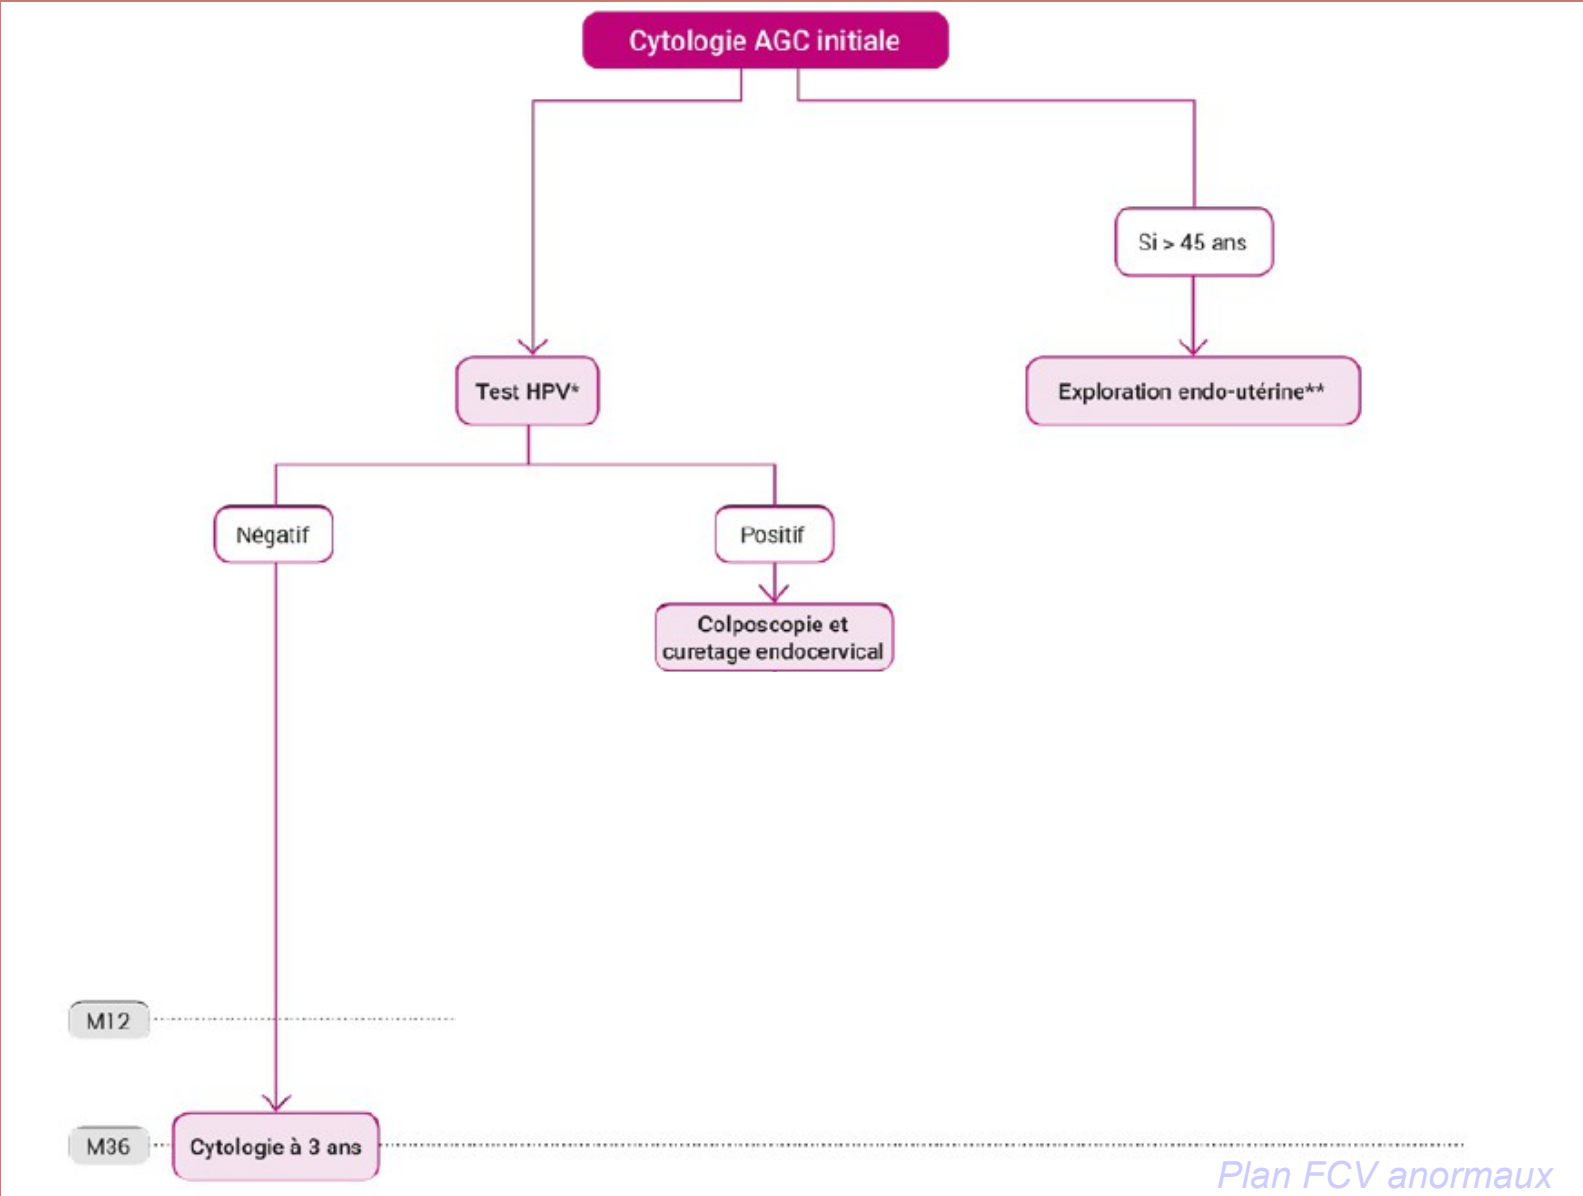 Cytologie AGC initiale
Si > 45 ans
Test HPV*
Exploration endo-utérine**
Négatif
Positif
Colposcopie et
curetage endocervical
M12
M36
Cytologie à 3 ans
Plan FCV anormaux